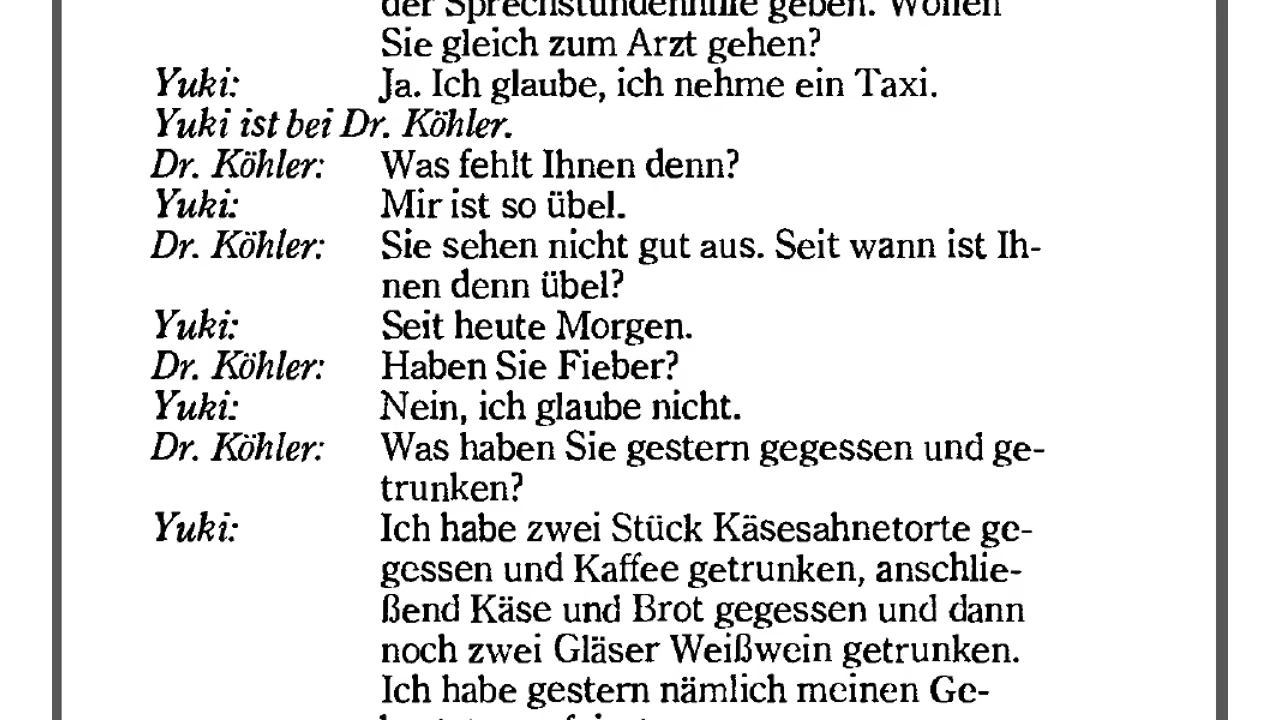 der Sprechstundenhilfe geben. Wollen
Sie gleich zum Arzt gehen?
Yuki: Ja. Ich glaube, ich nehme ein Taxi.
Yuki ist bei Dr. Köhler.
Dr. Köhler: Was fehlt Ihnen denn?
Yuki: Mir ist so übel.
Dr. Köhler: Sie sehen nicht gut aus. Seit wann ist Ih-
nen denn übel?
Yuki: Seit heute Morgen.
Dr. Köhler: Haben Sie Fieber?
Yuki: Nein, ich glaube nicht.
Dr. Köhler: Was haben Sie gestern gegessen und ge-
trunken?
Yuki: Ich habe zwei Stück Käsesahnetorte ge-
gessen und Kaffee getrunken, anschlie-
ßend Käse und Brot gegessen und dann
noch zwei Gläser Weißwein getrunken.
Ich habe gestern nämlich meinen Ge-